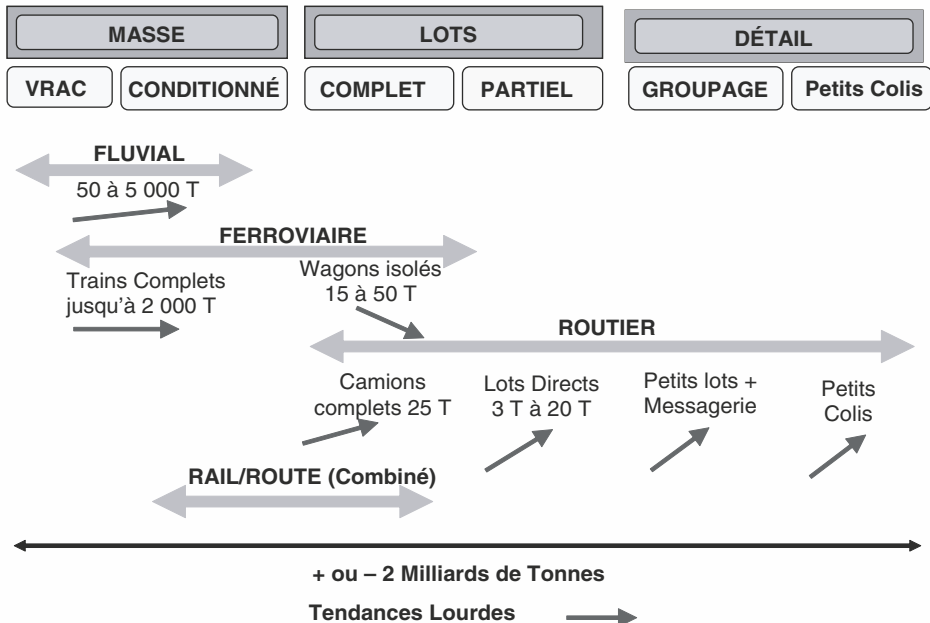 MASSE
LOTS
DÉTAIL
VRAC
CONDITIONNÉ
COMPLET
PARTIEL
GROUPAGE
Petits Colis
FLUVIAL
50 à 5 000 T
FERROVIAIRE
Trains Complets
jusqu'à 2 000 T
Wagons isolés
15 à 50 T
ROUTIER
Camions
complets 25 T
Lots Directs
3 T à 20 T
Petits lots +
Messagerie
Petits
Colis
RAIL/ROUTE (Combiné)
+ ou – 2 Milliards de Tonnes
Tendances Lourdes